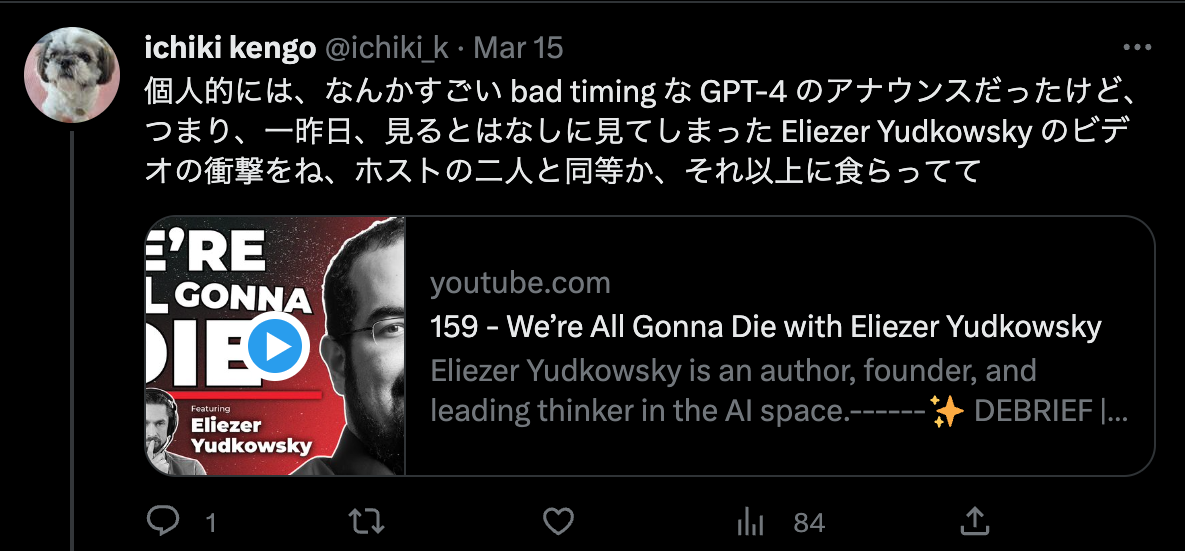 ichiki kengo @ichiki_k · Mar 15
個人的には、なんかすごい bad timing な GPT-4 のアナウンスだったけど、
つまり、一昨日、見るとはなしに見てしまった Eliezer Yudkowsky のビデ
オの衝撃をね、ホストの二人と同等か、それ以上に食らってて
E'RE
L GONNA
DIE
Featuring
Eliezer
Yudkowsky
youtube.com
159 - We're All Gonna Die with Eliezer Yudkowsky
Eliezer Yudkowsky is an author, founder, and
leading thinker in the AI space.------✨ DEBRIEF |...
1
84